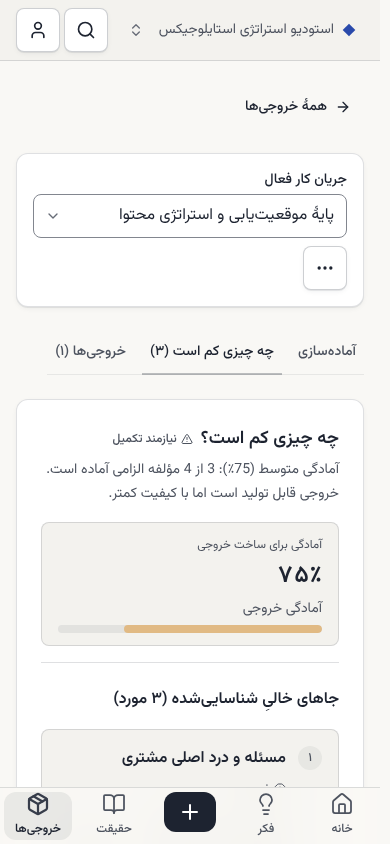 استودیو استراتژی استایلوجیکس
همهٔ خروجی‌ها
جریان کار فعال
پایهٔ موقعیت‌یابی و استراتژی محتوا
آماده‌سازی
چه چیزی کم است (۳)
خروجی‌ها (۱)
چه چیزی کم است؟
نیازمند تکمیل
آمادگی متوسط (75٪): 3 از 4 مؤلفه الزامی آماده است.
خروجی قابل تولید است اما با کیفیت کمتر.
آمادگی برای ساخت خروجی
۷۵٪
آمادگی خروجی
جاهای خالیِ شناسایی‌شده (۳ مورد)
۱
مسئله و درد اصلی مشتری
خانه
فکر
حقیقت
خروجی‌ها